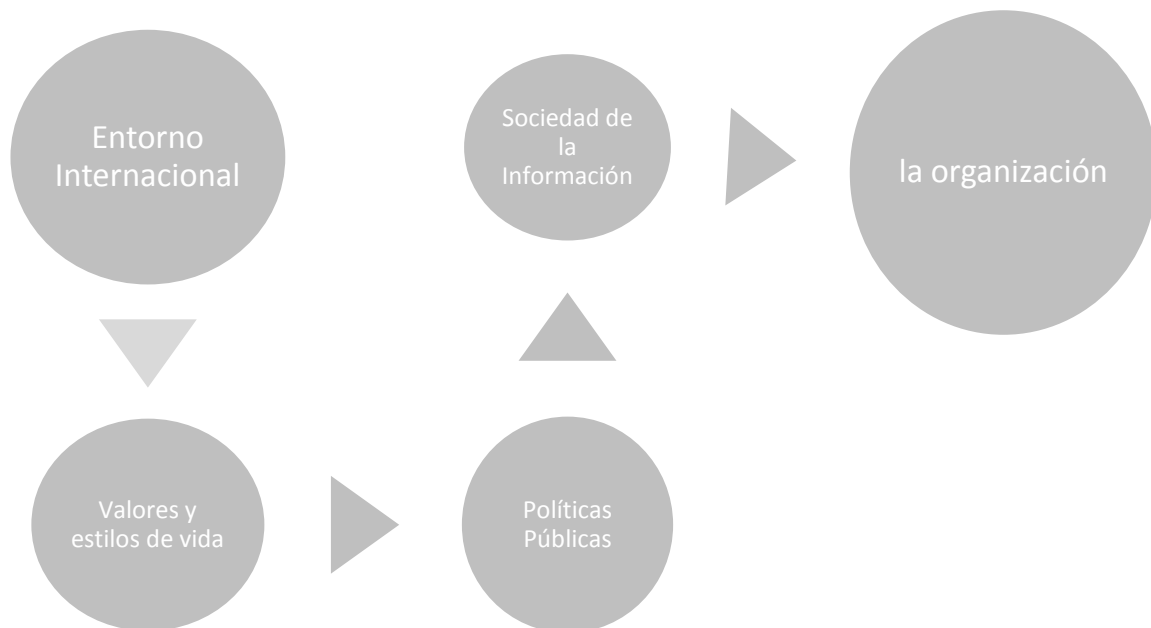 Entorno
Internacional
Valores y
estilos de vida
Políticas
Públicas
Sociedad de
la
Información
la organización